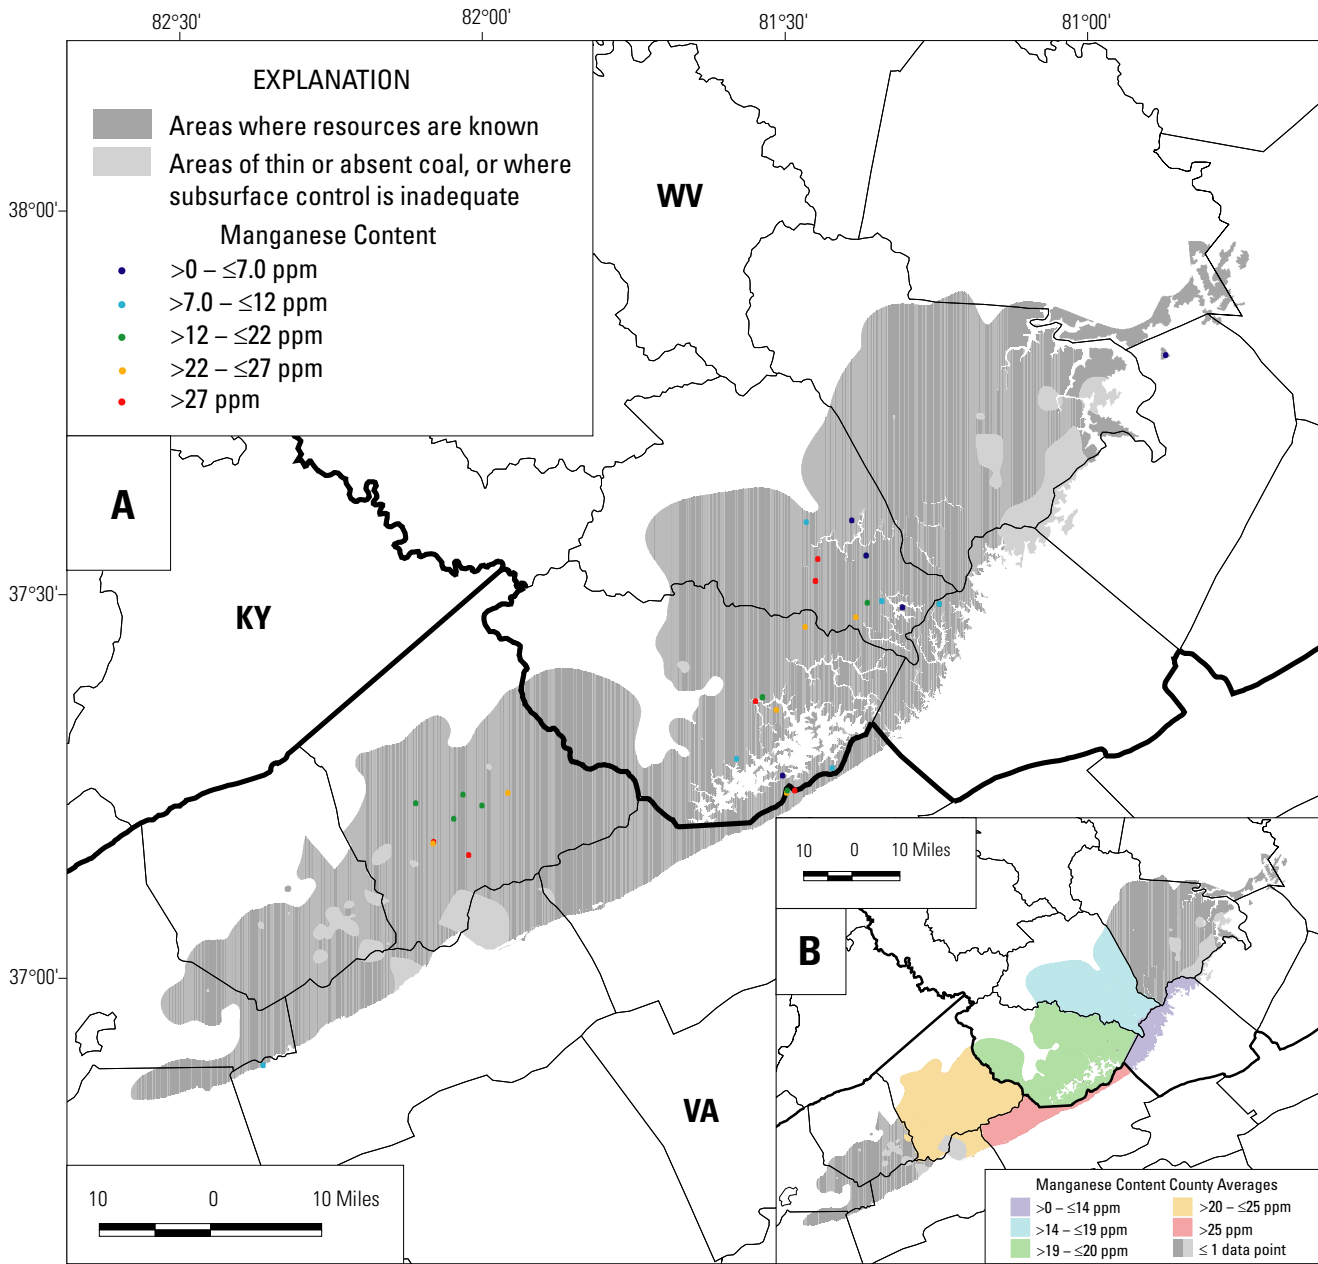 82°30'
82°00'
81°30'
81°00'
EXPLANATION
Areas where resources are known
Areas of thin or absent coal, or where
subsurface control is inadequate
Manganese Content
>0 – ≤7.0 ppm
>7.0 – ≤12 ppm
>12 – ≤22 ppm
>22 – ≤27 ppm
>27 ppm
WV
38°00'
A
37°30'
KY
37°00'
VA
10 0 10 Miles
10 0 10 Miles
B
Manganese Content County Averages
>0 – ≤14 ppm
>14 – ≤19 ppm
>19 – ≤20 ppm
>20 – ≤25 ppm
>25 ppm
≤ 1 data point